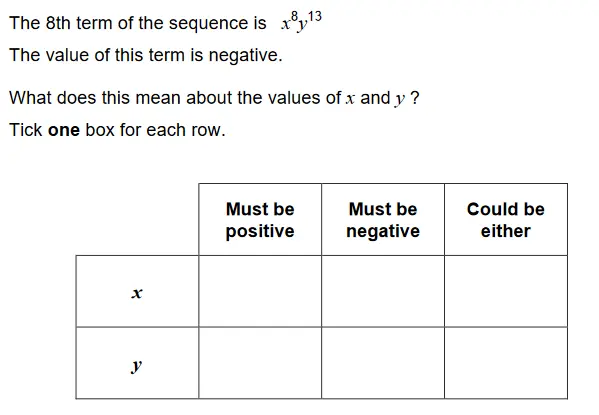 The 8th term of the sequence is x⁸y¹³
The value of this term is negative.
What does this mean about the values of x and y ?
Tick one box for each row.
Must be positive Must be negative Could be either
x
y